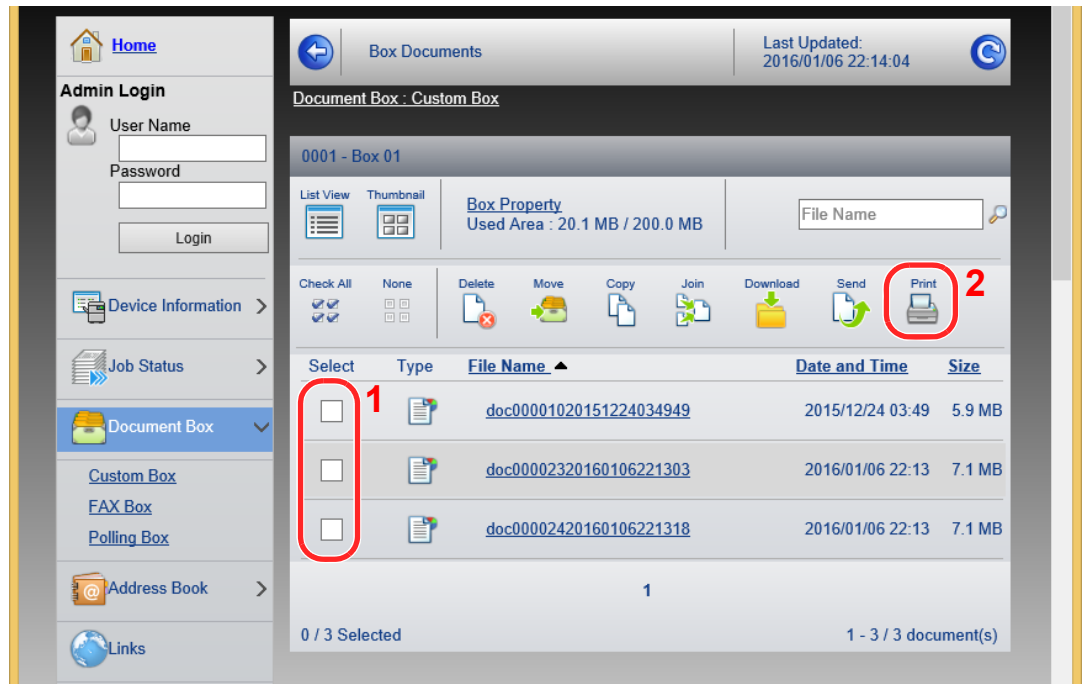 Home
Admin Login
User Name
Password
Login
Device Information
Job Status
Document Box
Custom Box
FAX Box
Polling Box
Address Book
Links
Box Documents
Last Updated:
2016/01/06 22:14:04
Document Box : Custom Box
0001 - Box 01
List View Thumbnail
Box Property
Used Area : 20.1 MB / 200.0 MB
File Name
Check All None Delete Move Copy Join Download Send Print 2
Select Type File Name Date and Time Size
1
doc00001020151224034949 2015/12/24 03:49 5.9 MB
doc00002320160106221303 2016/01/06 22:13 7.1 MB
doc00002420160106221318 2016/01/06 22:13 7.1 MB
1
0 / 3 Selected 1 - 3 / 3 document(s)